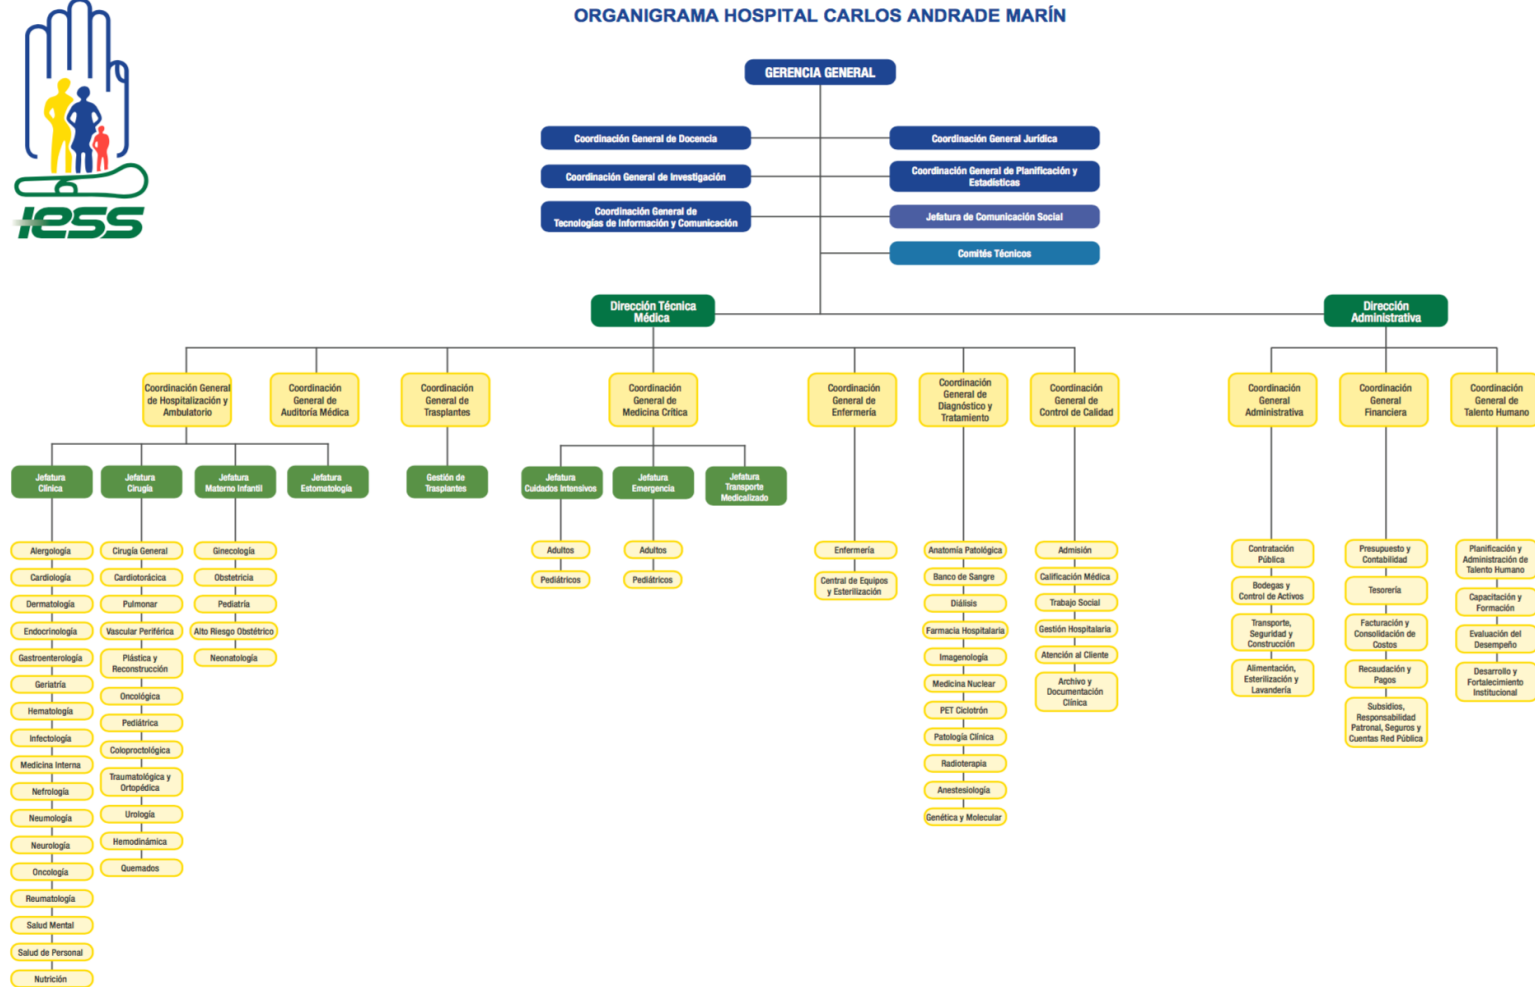 ORGANIGRAMA HOSPITAL CARLOS ANDRADE MARÍN
IESS
GERENCIA GENERAL
Coordinación General de Docencia
Coordinación General Jurídica
Coordinación General de Investigación
Coordinación General de Planificación y
Estadísticas
Coordinación General de
Tecnologías de Información y Comunicación
Jefatura de Comunicación Social
Comités Técnicos
Dirección Técnica
Médica
Dirección
Administrativa
Coordinación General
de Hospitalización y
Ambulatorio
Coordinación
General de
Auditoría Médica
Coordinación
General de
Trasplantes
Coordinación
General de
Medicina Crítica
Coordinación
General de
Enfermería
Coordinación
General de
Diagnóstico y
Tratamiento
Coordinación
General de
Control de Calidad
Coordinación
General
Administrativa
Coordinación
General
Financiera
Coordinación
General de
Talento Humano
Jefatura
Clínica
Jefatura
Cirugía
Jefatura
Materno Infantil
Jefatura
Estomatología
Gestión de
Trasplantes
Jefatura
Cuidados Intensivos
Jefatura
Emergencia
Jefatura
Transporte
Medicalizado
Alergología
Cardiología
Dermatología
Endocrinología
Gastroenterología
Geriatría
Hematología
Infectología
Medicina Interna
Nefrología
Neumología
Neurología
Oncología
Reumatología
Salud Mental
Salud de Personal
Nutrición
Cirugía General
Cardiotorácica
Pulmonar
Vascular Periférica
Plástica y
Reconstrucción
Oncológica
Pediátrica
Coloproctológica
Traumatológica y
Ortopédica
Urología
Hemodinámica
Quemados
Ginecología
Obstetricia
Pediatría
Alto Riesgo Obstétrico
Neonatología
Adultos
Pediátricos
Adultos
Pediátricos
Enfermería
Central de Equipos
y Esterilización
Anatomía Patológica
Banco de Sangre
Diálisis
Farmacia Hospitalaria
Imagenología
Medicina Nuclear
PET Ciclotrón
Patología Clínica
Radioterapia
Anestesiología
Genética y Molecular
Admisión
Calificación Médica
Trabajo Social
Gestión Hospitalaria
Atención al Cliente
Archivo y
Documentación
Clínica
Contratación
Pública
Bodegas y
Control de Activos
Transporte,
Seguridad y
Construcción
Alimentación,
Esterilización y
Lavandería
Presupuesto y
Contabilidad
Tesorería
Facturación y
Consolidación de
Costos
Recaudación y
Pagos
Subsidios,
Responsabilidad
Patronal, Seguros y
Cuentas Red Pública
Planificación y
Administración de
Talento Humano
Capacitación y
Formación
Evaluación del
Desempeño
Desarrollo y
Fortalecimiento
Institucional